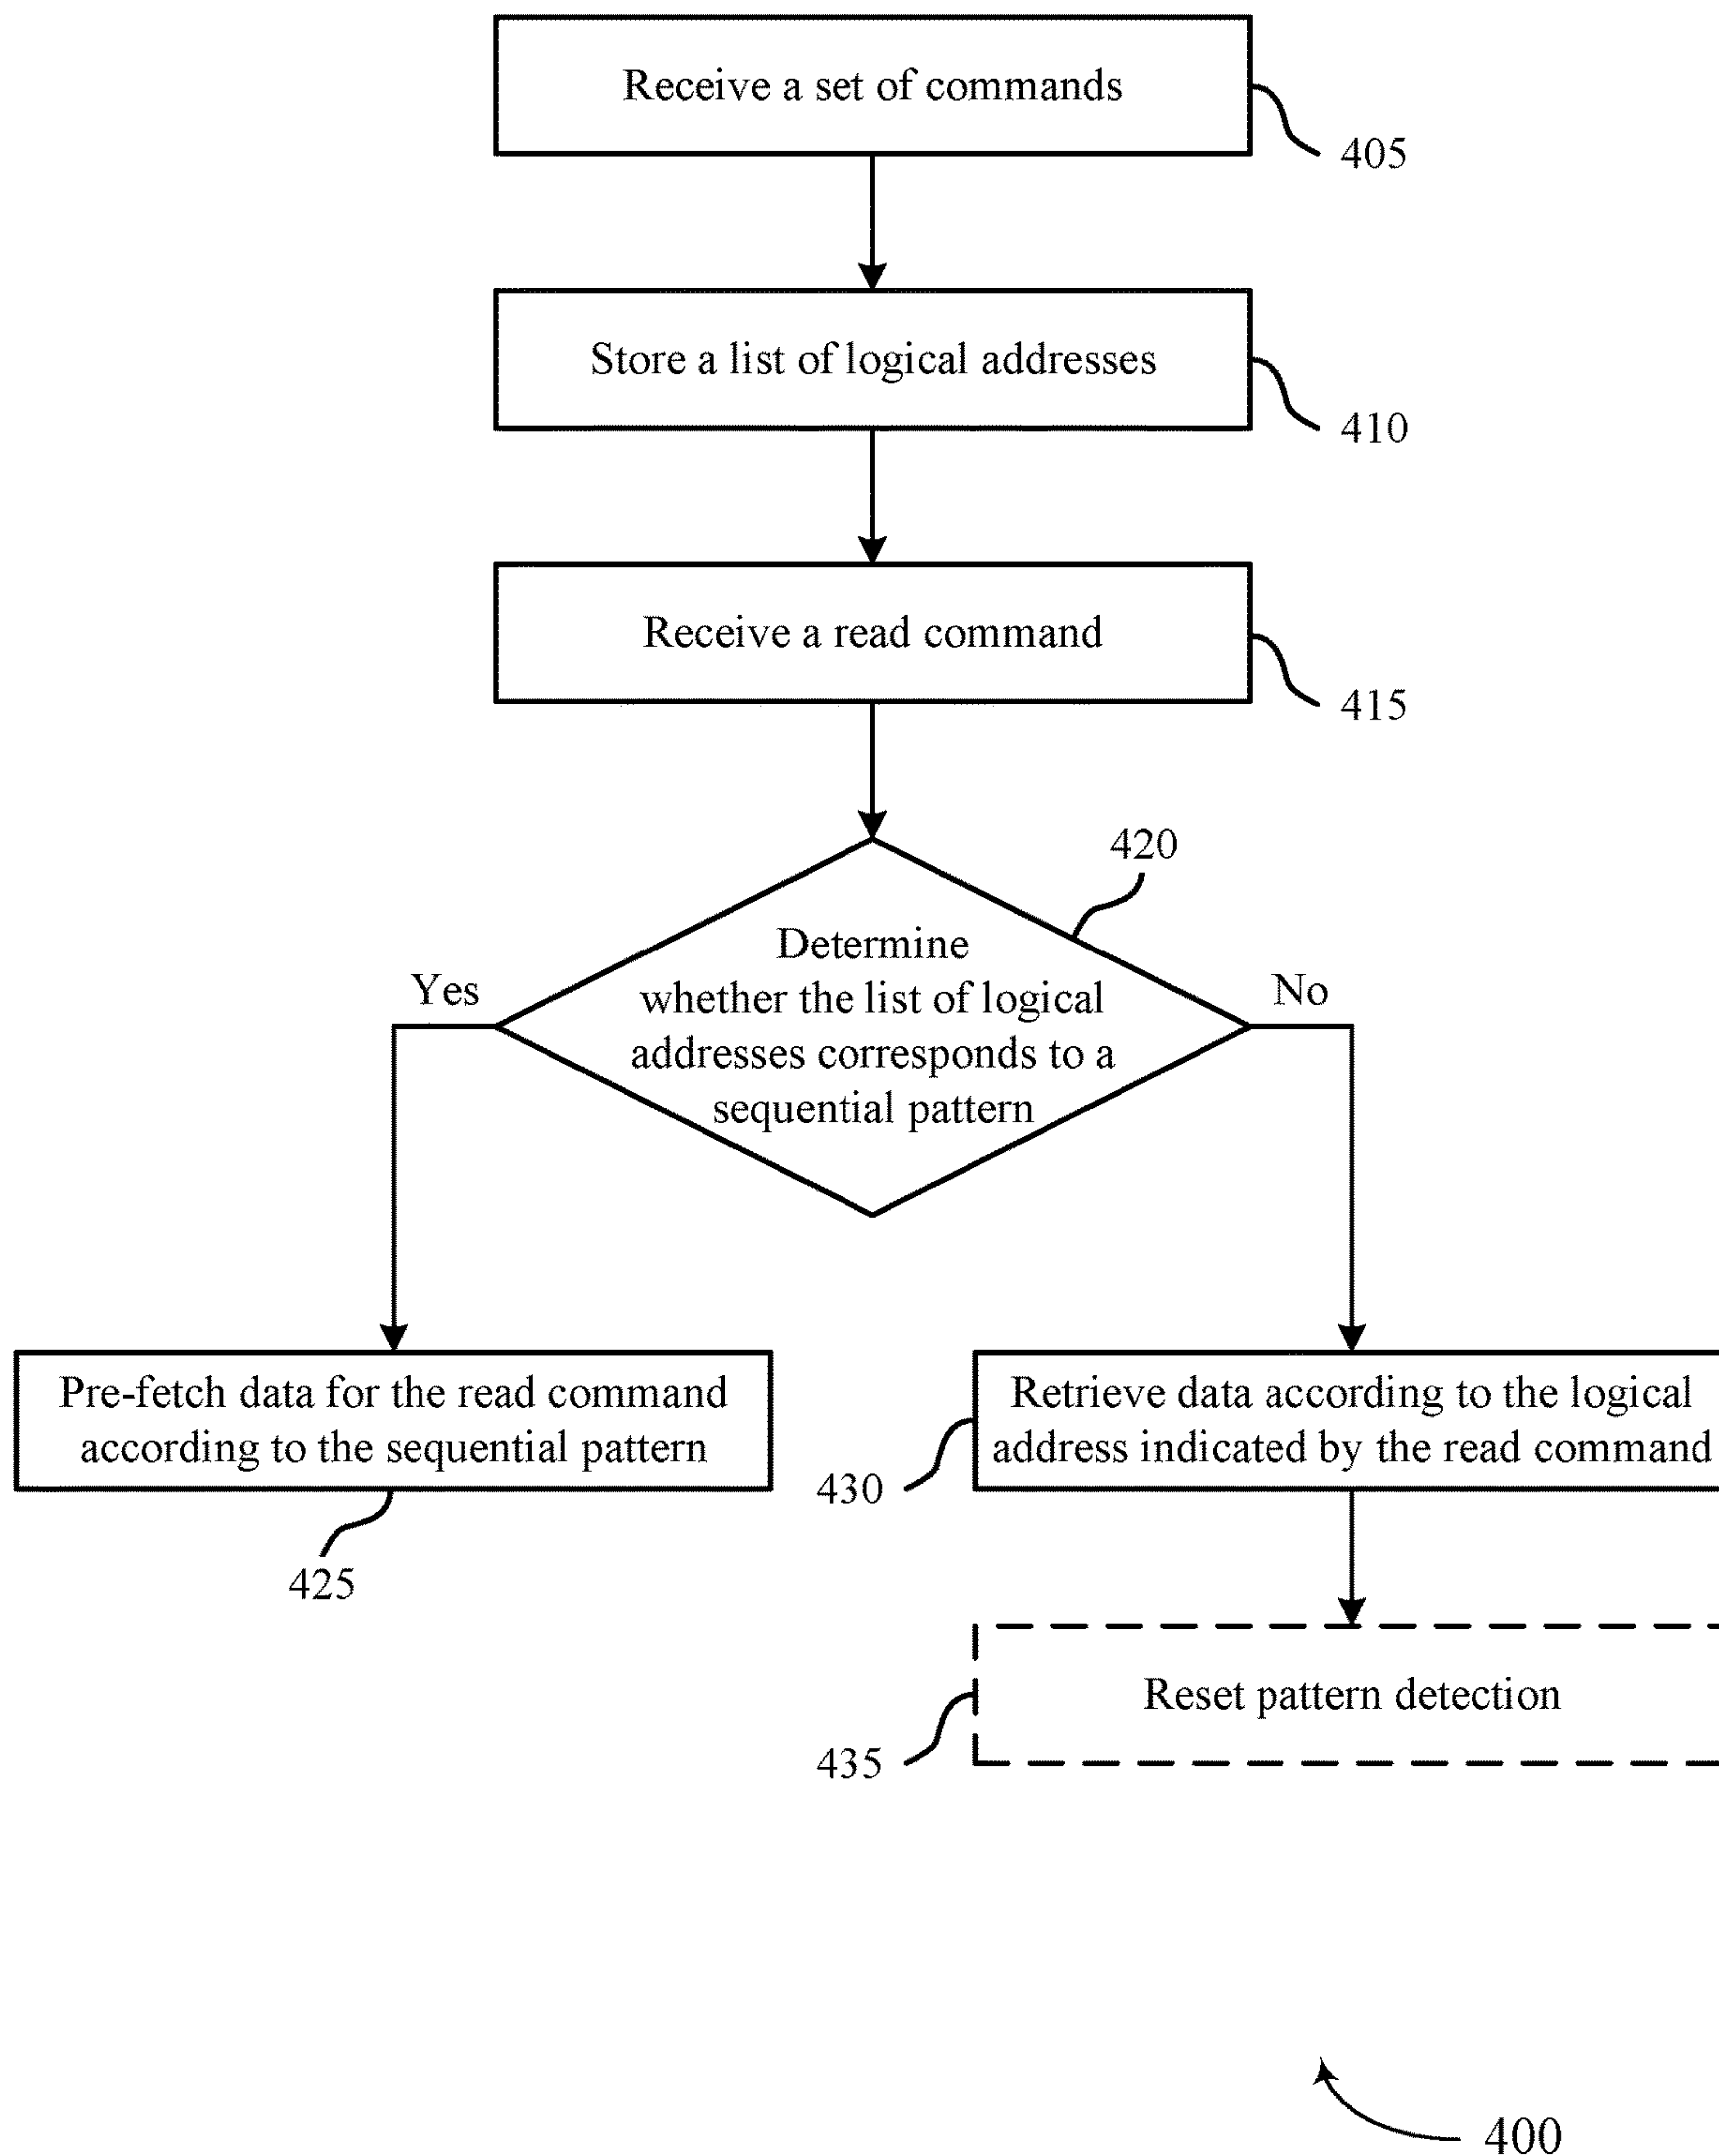 Receive a set of commands
405
Store a list of logical addresses
410
Receive a read command
415
420
Determine
whether the list of logical
addresses corresponds to a
sequential pattern
Yes
No
Pre-fetch data for the read command
according to the sequential pattern
425
Retrieve data according to the logical
address indicated by the read command
430
Reset pattern detection
435
400